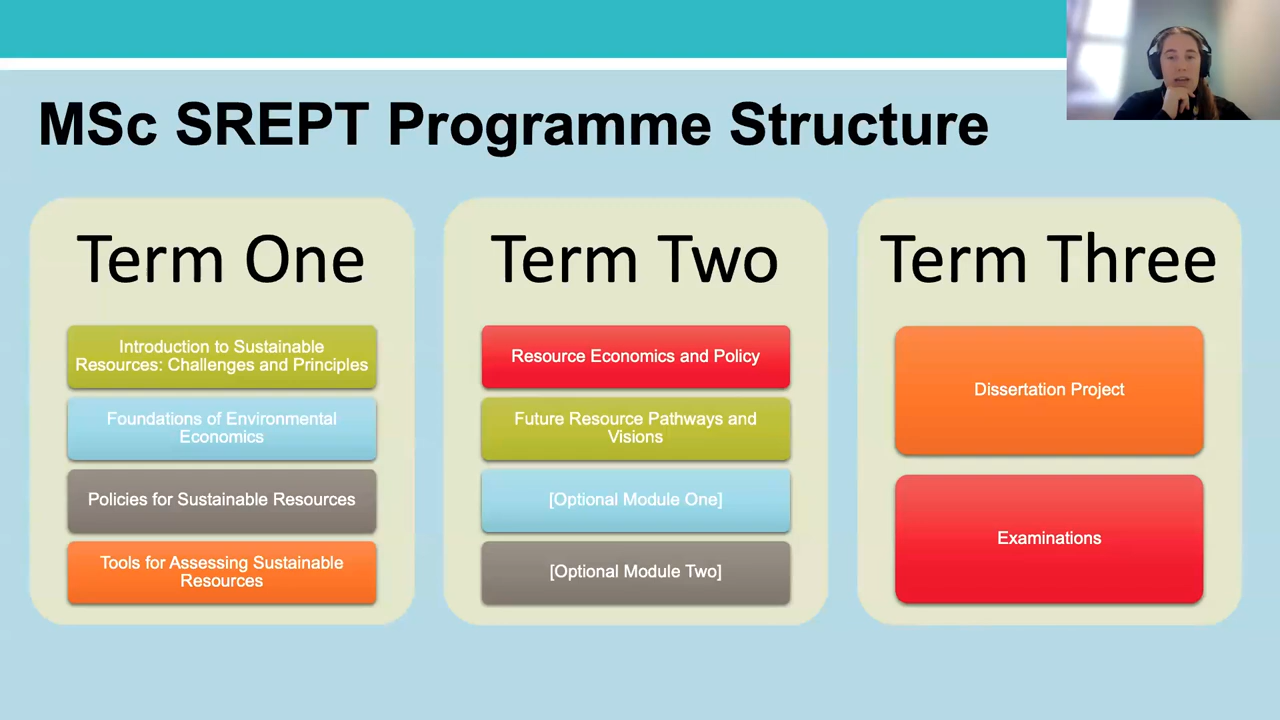 MSc SREPT Programme Structure
Term One
Introduction to Sustainable
Resources: Challenges and Principles
Foundations of Environmental
Economics
Policies for Sustainable Resources
Tools for Assessing Sustainable
Resources
Term Two
Resource Economics and Policy
Future Resource Pathways and
Visions
[Optional Module One]
[Optional Module Two]
Term Three
Dissertation Project
Examinations